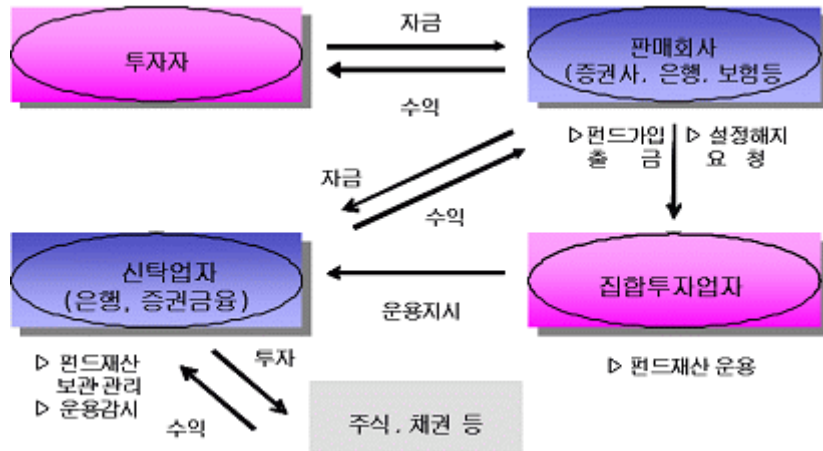 자금
투자자
판매회사
(증권사, 은행, 보험등
수익
▷펀드가입
출 금
▷ 설정해지
요 청
자금
수익
신탁업자
(은행, 증권금융)
운용지시
집합투자업자
▷ 펀드재산
보관·관리
▷ 운용감시
투자
수익
▷ 펀드재산 운용
주식, 채권 등